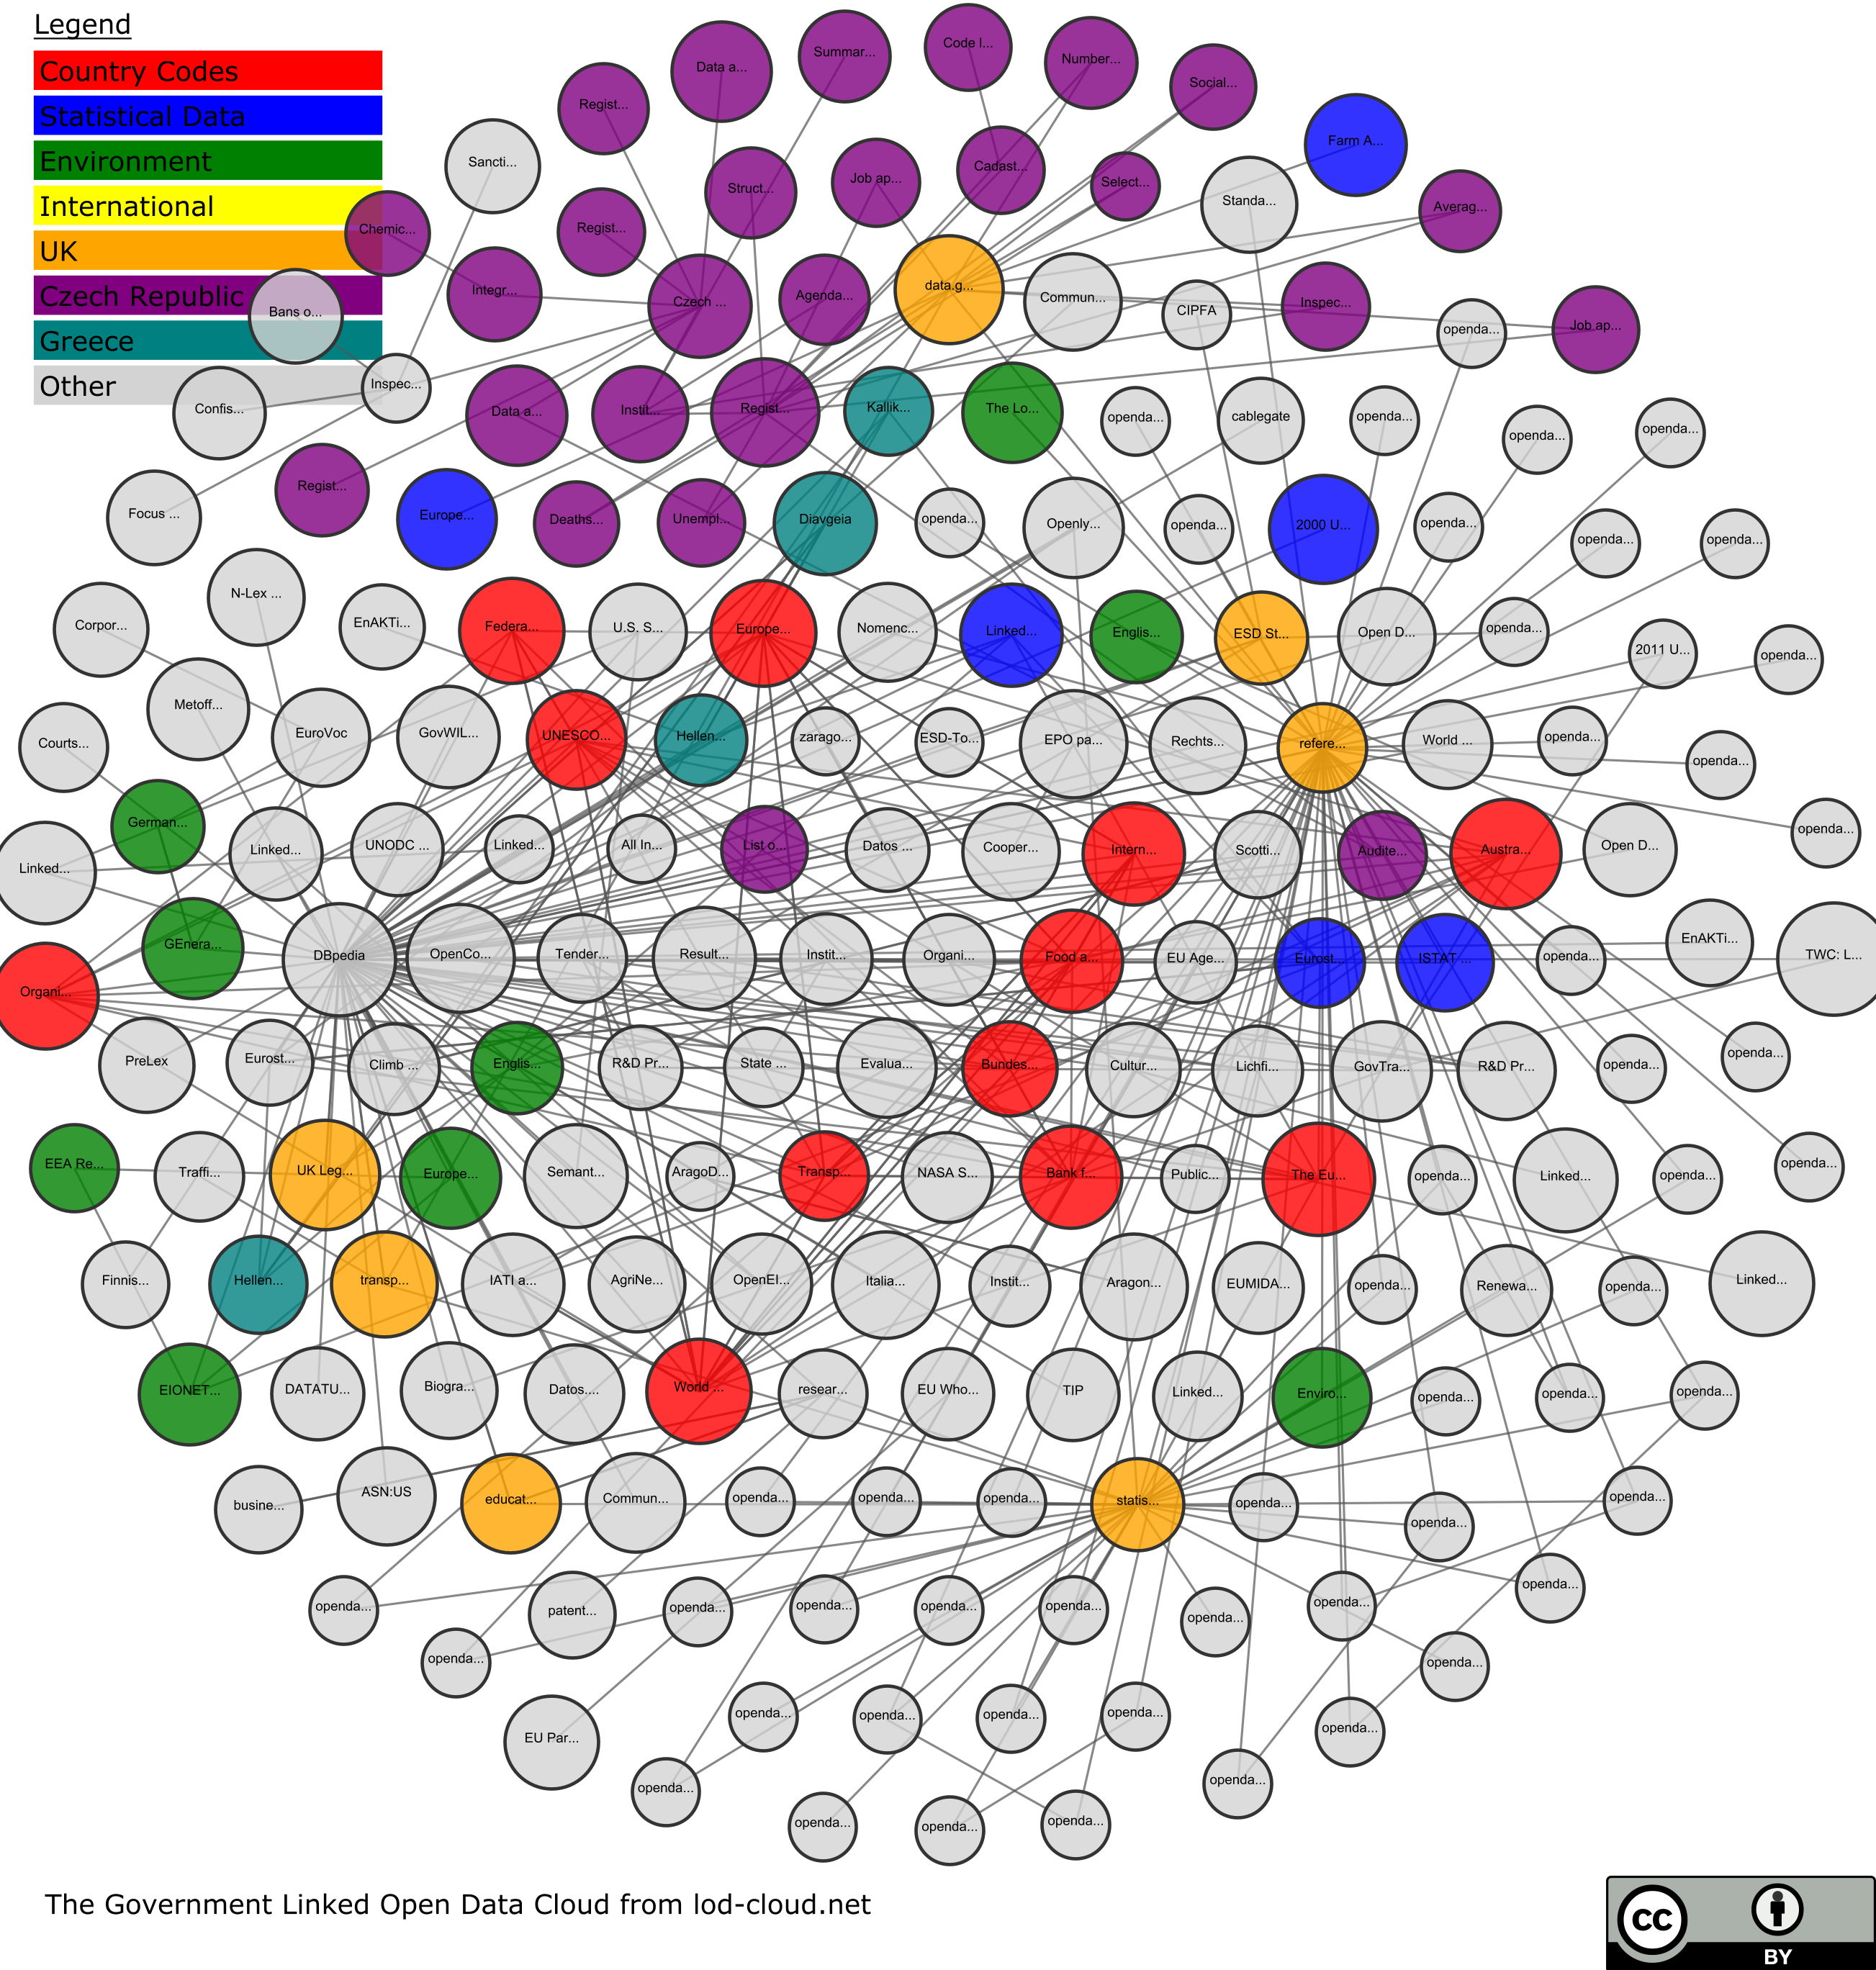 Legend
Country Codes
Statistical Data
Environment
International
UK
Czech Republic
Greece
Other
Code l...
Summar...
Number...
Data a...
Social...
Regist...
Farm A...
Sancti...
Cadast...
Job ap...
Select...
Struct...
Standa...
Averag...
Chemic...
Regist...
Integr...
Czech ...
Agenda...
data.g...
Commun...
CIPFA
Inspec...
Job ap...
openda...
Bans o...
Inspec...
Confis...
Data a...
Instit...
Regist...
Kallik...
The Lo...
openda...
cablegate
openda...
openda...
openda...
Regist...
Focus ...
Europe...
Deaths...
Unempl...
Diavgeia
openda...
Openly...
openda...
2000 U...
openda...
openda...
openda...
N-Lex ...
Corpor...
EnAKTi...
Federa...
U.S. S...
Europe...
Nomenc...
Linked...
Englis...
ESD St...
Open D...
openda...
2011 U...
openda...
Metoff...
Courts...
EuroVoc
GovWIL...
UNESCO...
Hellen...
zarago...
ESD-To...
EPO pa...
Rechts...
refere...
World ...
openda...
openda...
German...
Linked...
Linked...
UNODC ...
Linked...
All In...
List o...
Datos ...
Cooper...
Intern...
Scotti...
Audite...
Austra...
Open D...
openda...
GEnera...
Organi...
DBpedia
OpenCo...
Tender...
Result...
Instit...
Organi...
Food a...
EU Age...
Eurost...
ISTAT ...
openda...
EnAKTi...
TWC: L...
PreLex
Eurost...
Climb ...
Englis...
R&D Pr...
State ...
Evalua...
Bundes...
Cultur...
Lichfi...
GovTra...
R&D Pr...
openda...
openda...
EEA Re...
Traffi...
UK Leg...
Europe...
Semant...
AragoD...
Transp...
NASA S...
Bank f...
Public...
The Eu...
openda...
Linked...
openda...
openda...
Finnis...
Hellen...
transp...
IATI a...
AgriNe...
OpenEI...
Italia...
Instit...
Aragon...
EUMIDA...
openda...
Renewa...
openda...
Linked...
EIONET...
DATATU...
Biogra...
Datos....
World ...
resear...
EU Who...
TIP
Linked...
Enviro...
openda...
openda...
openda...
busine...
ASN:US
educat...
Commun...
openda...
openda...
openda...
statis...
openda...
openda...
openda...
openda...
patent...
openda...
openda...
openda...
openda...
openda...
openda...
openda...
openda...
openda...
EU Par...
openda...
openda...
openda...
openda...
openda...
openda...
openda...
openda...
openda...
openda...
The Government Linked Open Data Cloud from lod-cloud.net
cc
BY